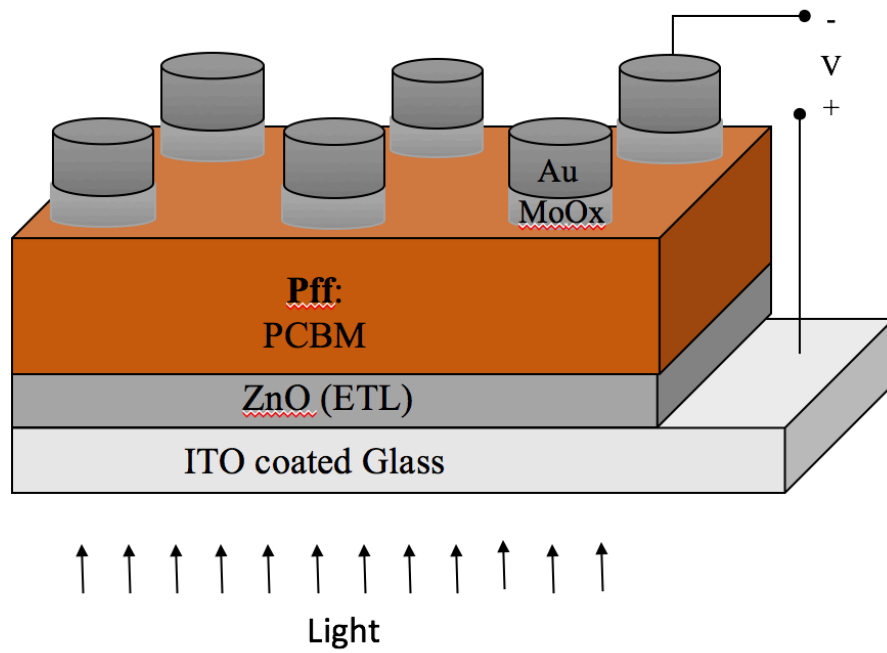 -
V
+
Au
MoOx
Pff:
PCBM
ZnO (ETL)
ITO coated Glass
Light